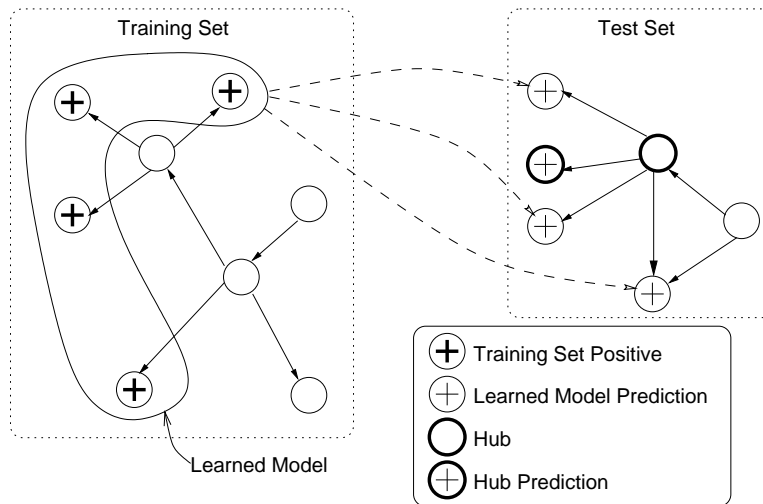 Training Set
Test Set
Learned Model
Training Set Positive
Learned Model Prediction
Hub
Hub Prediction